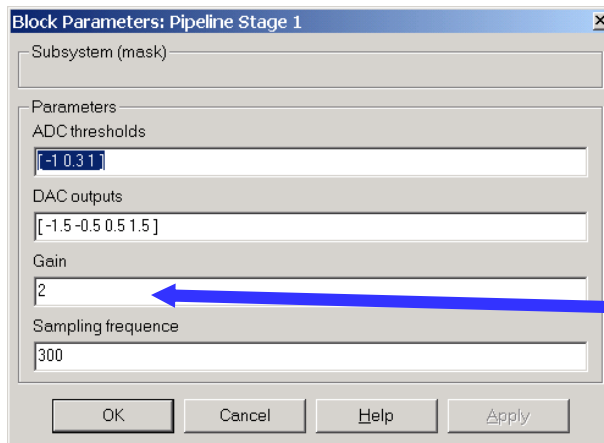 Block Parameters: Pipeline Stage 1
Subsystem (mask)
Parameters
ADC thresholds
[ -1 0.3 1 ]
DAC outputs
[ -1.5 -0.5 0.5 1.5 ]
Gain
2
Sampling frequence
300
OK Cancel Help Apply